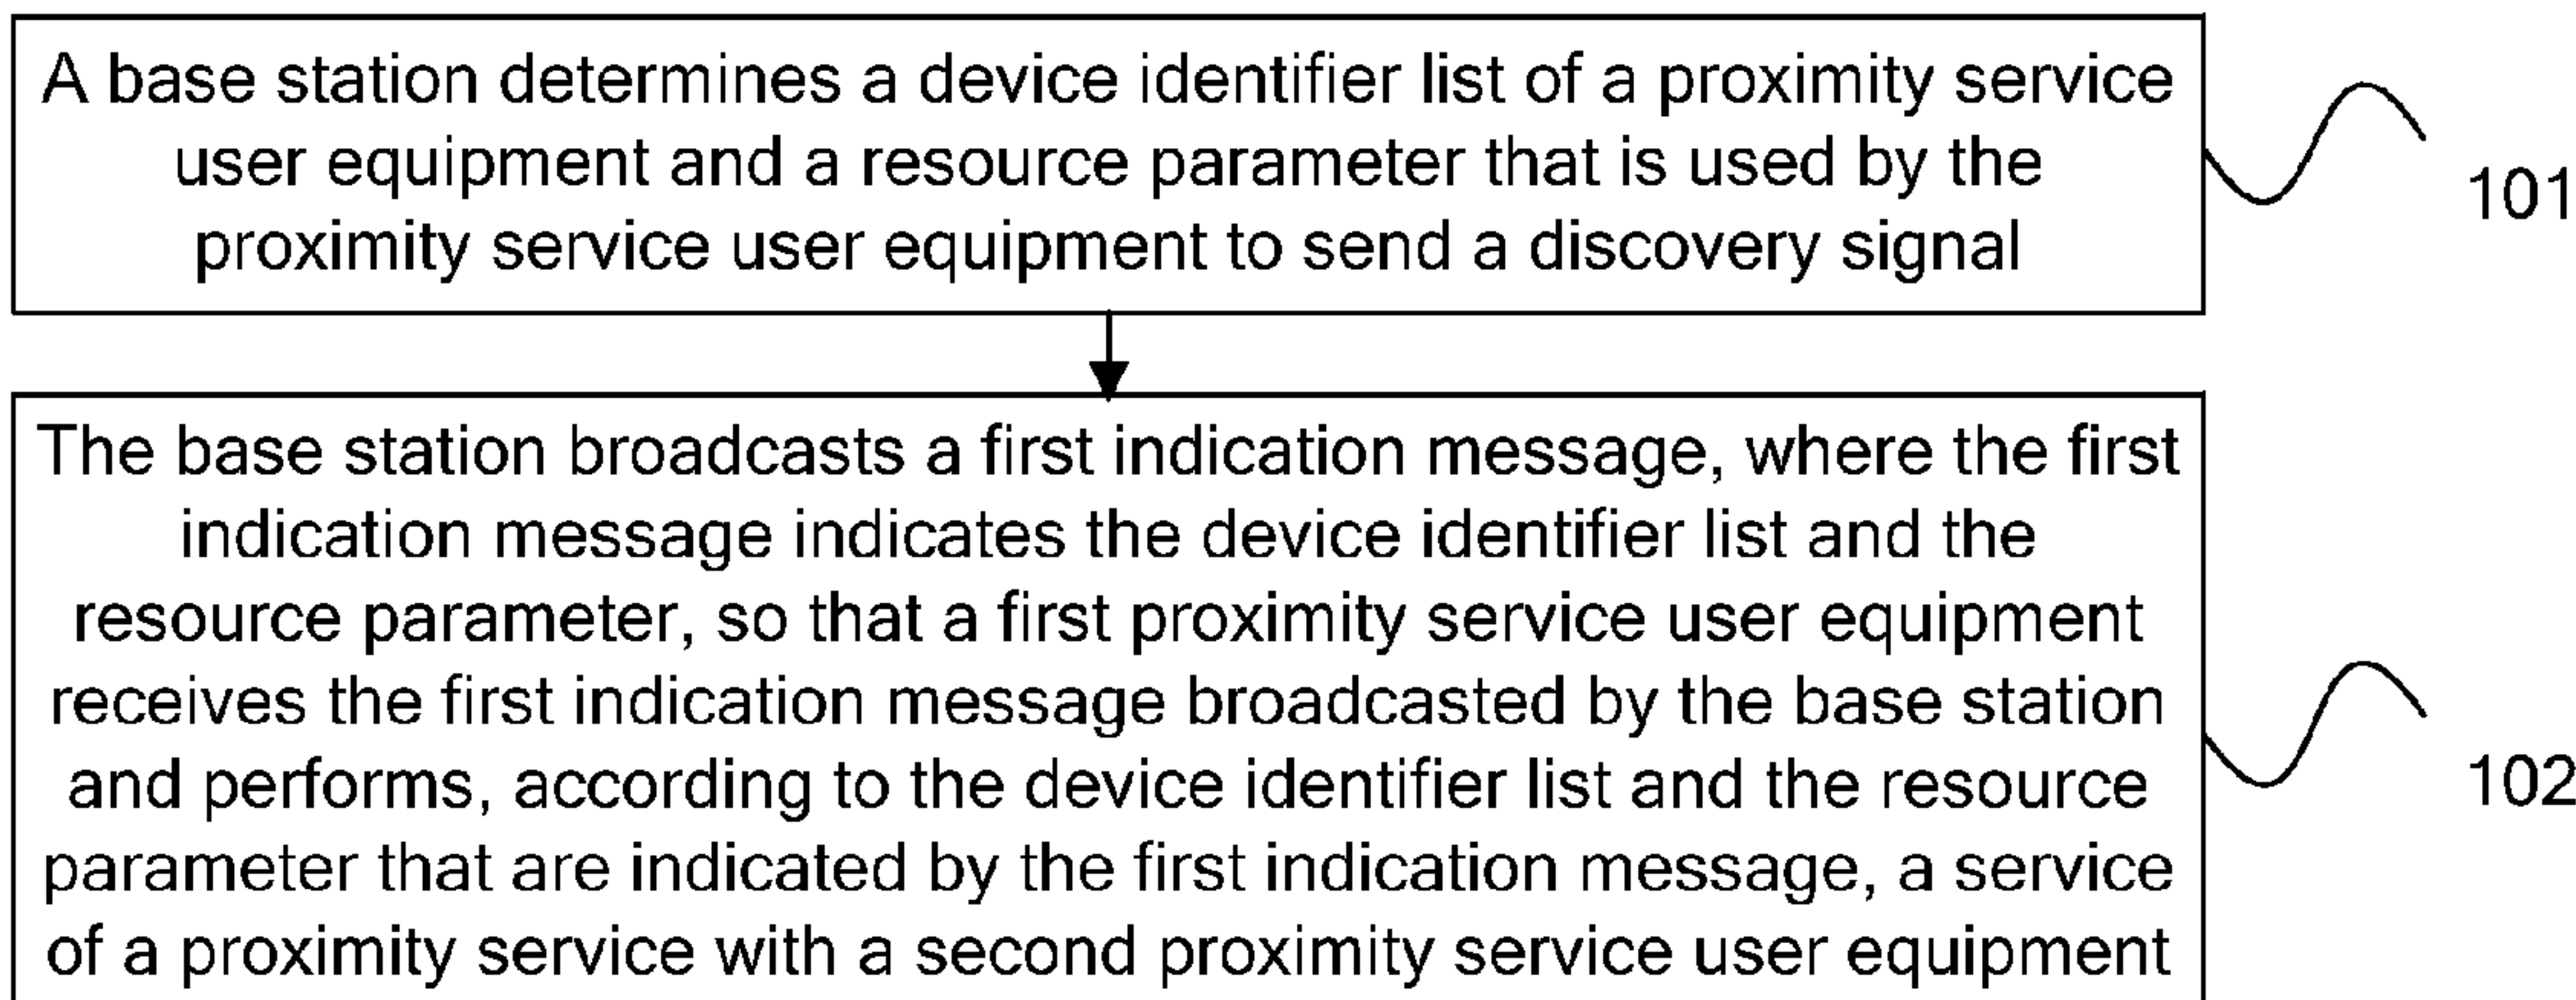 A base station determines a device identifier list of a proximity service
user equipment and a resource parameter that is used by the
proximity service user equipment to send a discovery signal
101
The base station broadcasts a first indication message, where the first
indication message indicates the device identifier list and the
resource parameter, so that a first proximity service user equipment
receives the first indication message broadcasted by the base station
and performs, according to the device identifier list and the resource
parameter that are indicated by the first indication message, a service
of a proximity service with a second proximity service user equipment
102